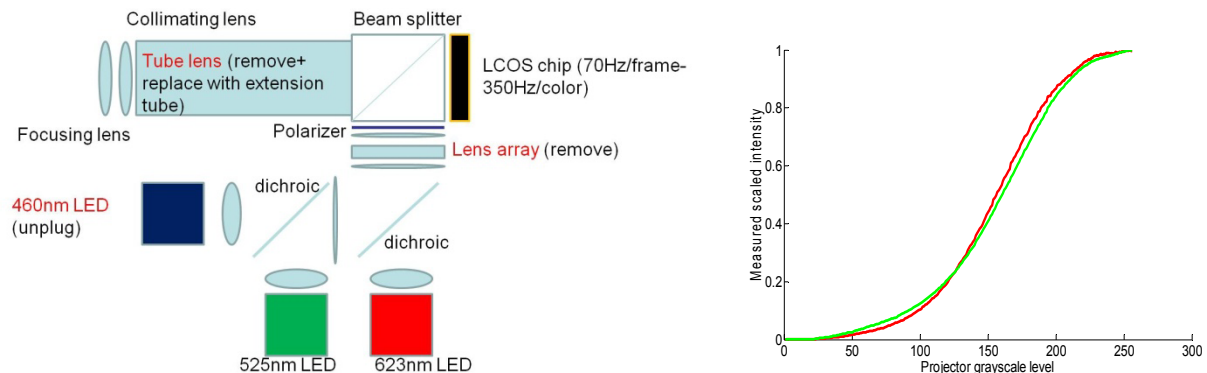 Collimating lens
Beam splitter
Tube lens (remove+
replace with extension
tube)
LCOS chip (70Hz/frame-
350Hz/color)
Focusing lens
Polarizer
Lens array (remove)
460nm LED
(unplug)
dichroic
dichroic
525nm LED
623nm LED
Measured scaled intensity
1
0.8
0.6
0.4
0.2
0
0 50 100 150 200 250 300
Projector grayscale level